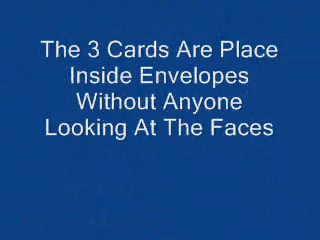 The 3 Cards Are Place
Inside Envelopes
Without Anyone
Looking At The Faces